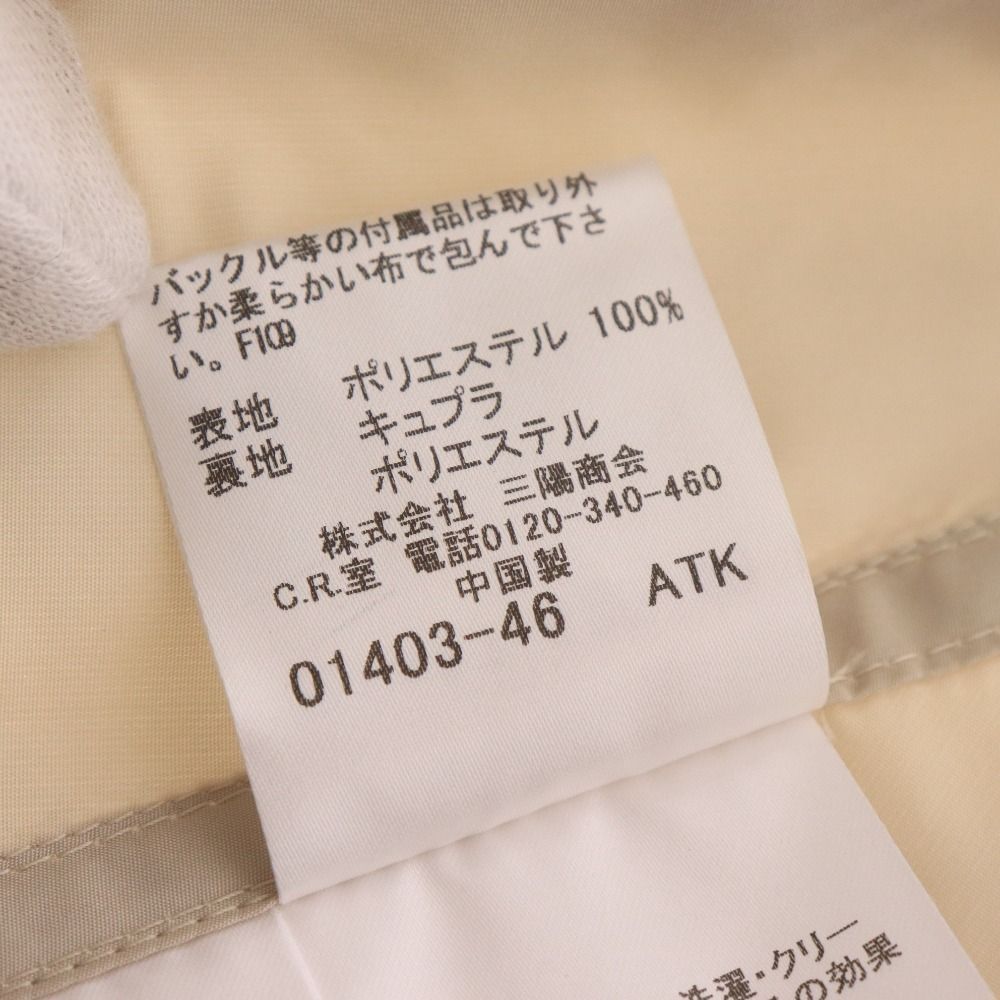 バックル等の付属品は取り外
すか柔らかい布で包んで下さ
い。F109
表地 ポリエステル 100%
裏地 キュプラ
ポリエステル
株式会社 三陽商会
C.R.室 電話0120-340-460
中国製
01403-46 ATK
洗濯・クリー
の効果